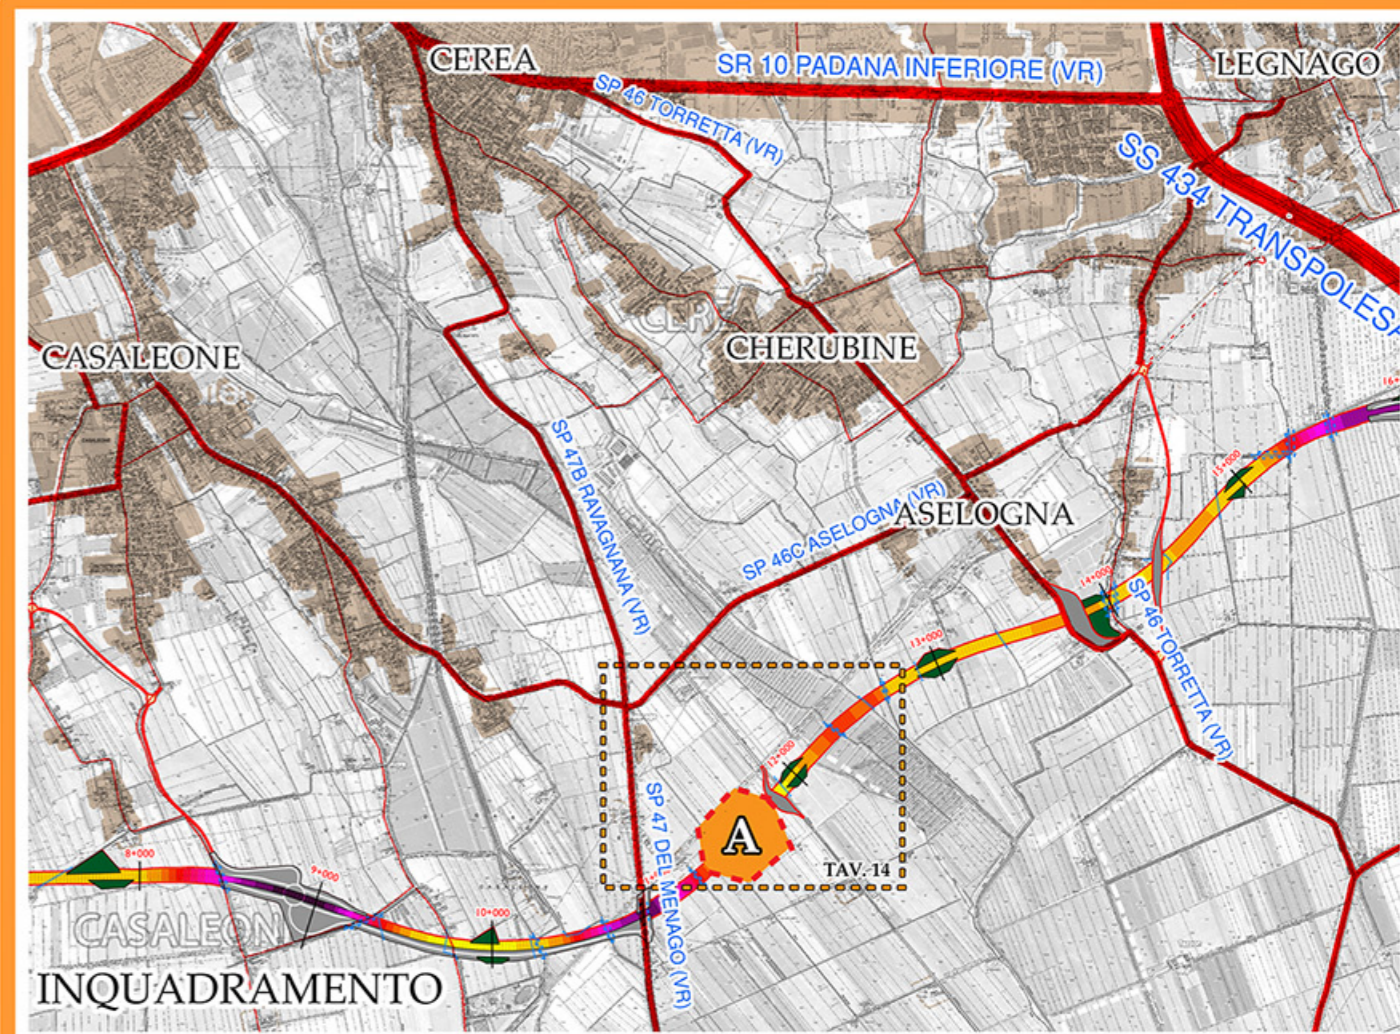 CEREA
SR 10 PADANA INFERIORE (VR)
LEGNAGO
SP 46 TORRETTA (VR)
SS 434 TRANSPOLESA
CEREA
CHERUBINE
CASALEONE
16+
15+000
SP 47B RAVAGNANA (VR)
SP 46C ASELOGNA (VR)
ASELOGNA
14+000
SP 46 TORRETTA (VR)
13+000
12+000
A
SP 47 DEL MENAGO (VR)
TAV. 14
8+000
9+000
10+000
CASALEON
INQUADRAMENTO